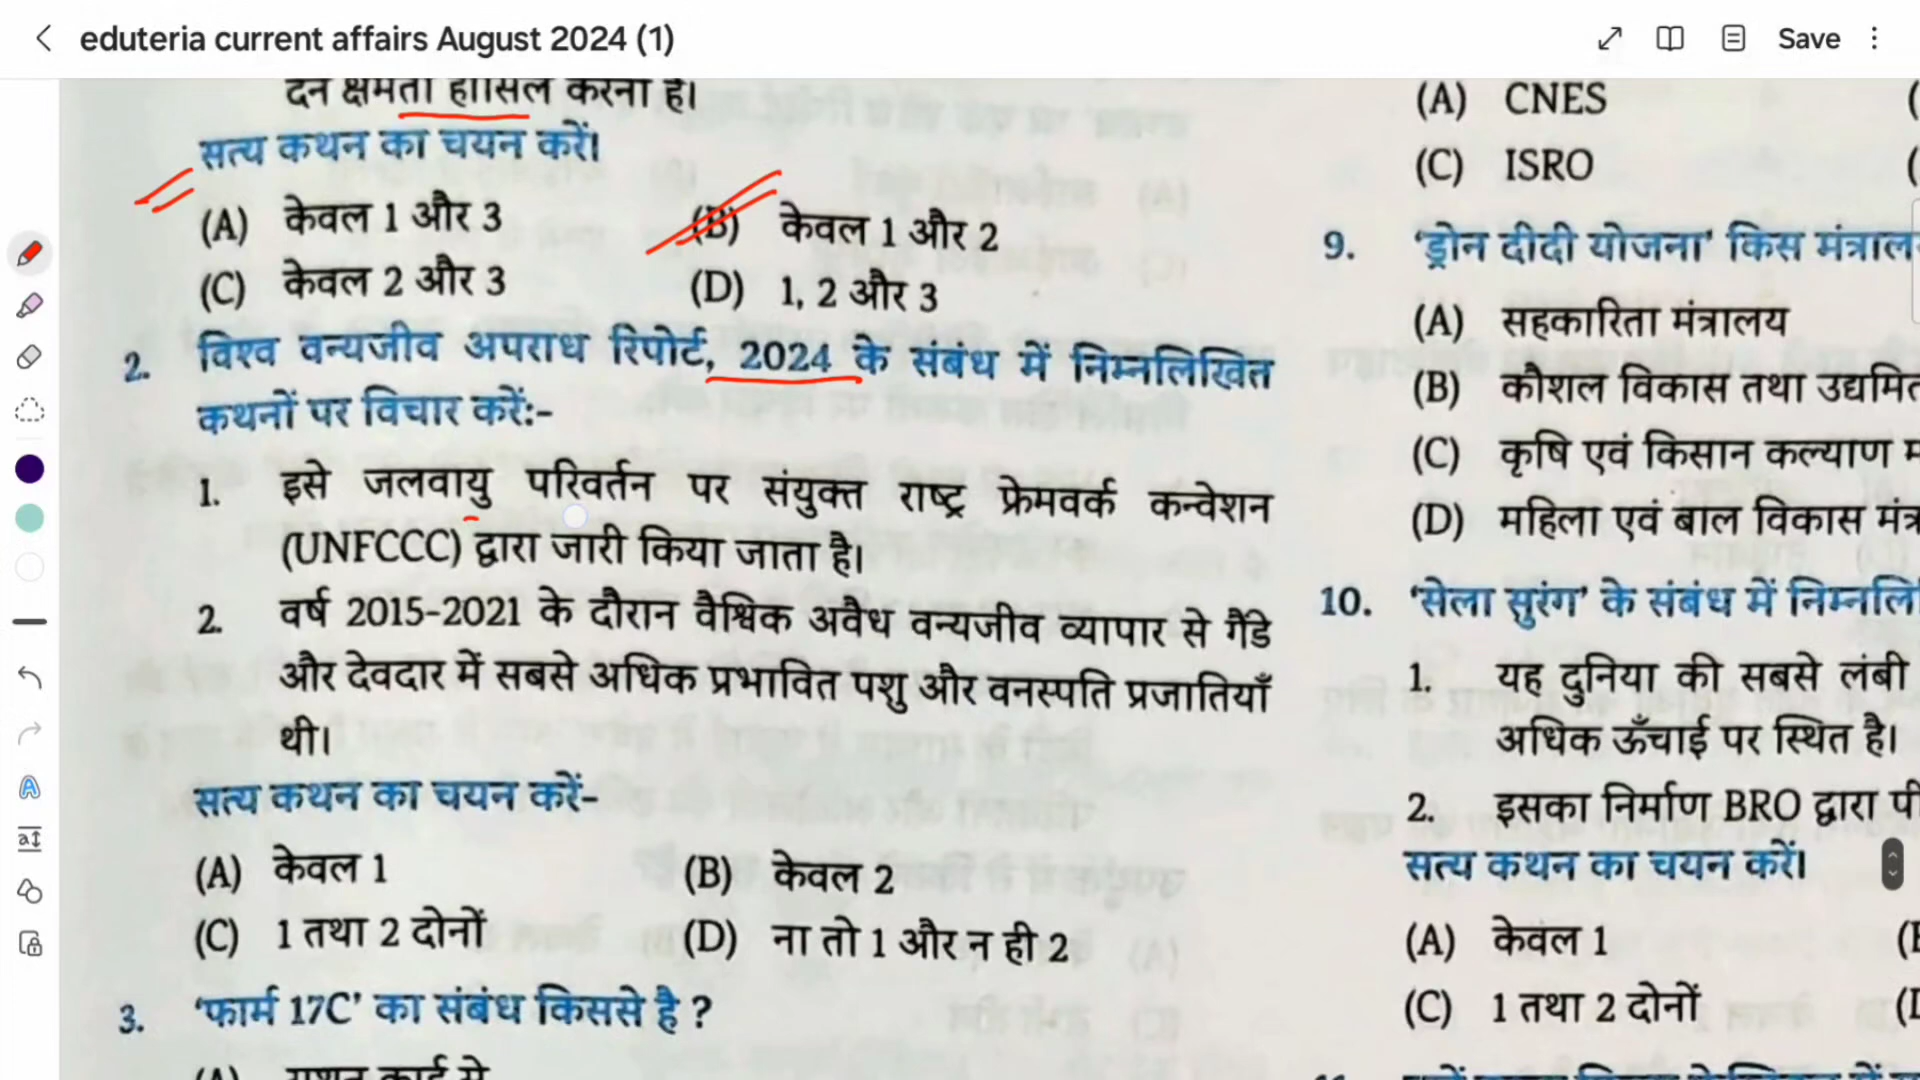 eduteria current affairs August 2024 (1)
Save
दन क्षमता हासिल करना है।
सत्य कथन का चयन करें।
(A) केवल 1 और 3
(B) केवल 1 और 2
(C) केवल 2 और 3
(D) 1, 2 और 3
2. विश्व वन्यजीव अपराध रिपोर्ट, 2024 के संबंध में निम्नलिखित
कथनों पर विचार करें:-
1. इसे जलवायु परिवर्तन पर संयुक्त राष्ट्र फ्रेमवर्क कन्वेशन
(UNFCCC) द्वारा जारी किया जाता है।
2. वर्ष 2015-2021 के दौरान वैश्विक अवैध वन्यजीव व्यापार से गैंडे
और देवदार में सबसे अधिक प्रभावित पशु और वनस्पति प्रजातियाँ
थी।
सत्य कथन का चयन करें-
(A) केवल 1
(B) केवल 2
(C) 1 तथा 2 दोनों
(D) ना तो 1 और न ही 2
3. 'फार्म 17C' का संबंध किससे है ?
(A) CNES
(C) ISRO
9. 'ड्रोन दीदी योजना' किस
(A) सहकारिता मंत्रालय
(B) कौशल विकास तथा
(C) कृषि एवं किसान कल्याण
(D) महिला एवं बाल विकास
10. 'सेला सुरंग' के संबंध में
1. यह दुनिया की सबसे लंबी
अधिक ऊँचाई पर स्थित है।
2. इसका निर्माण BRO द्वारा
सत्य कथन का चयन करें।
(A) केवल 1
(C) 1 तथा 2 दोनों